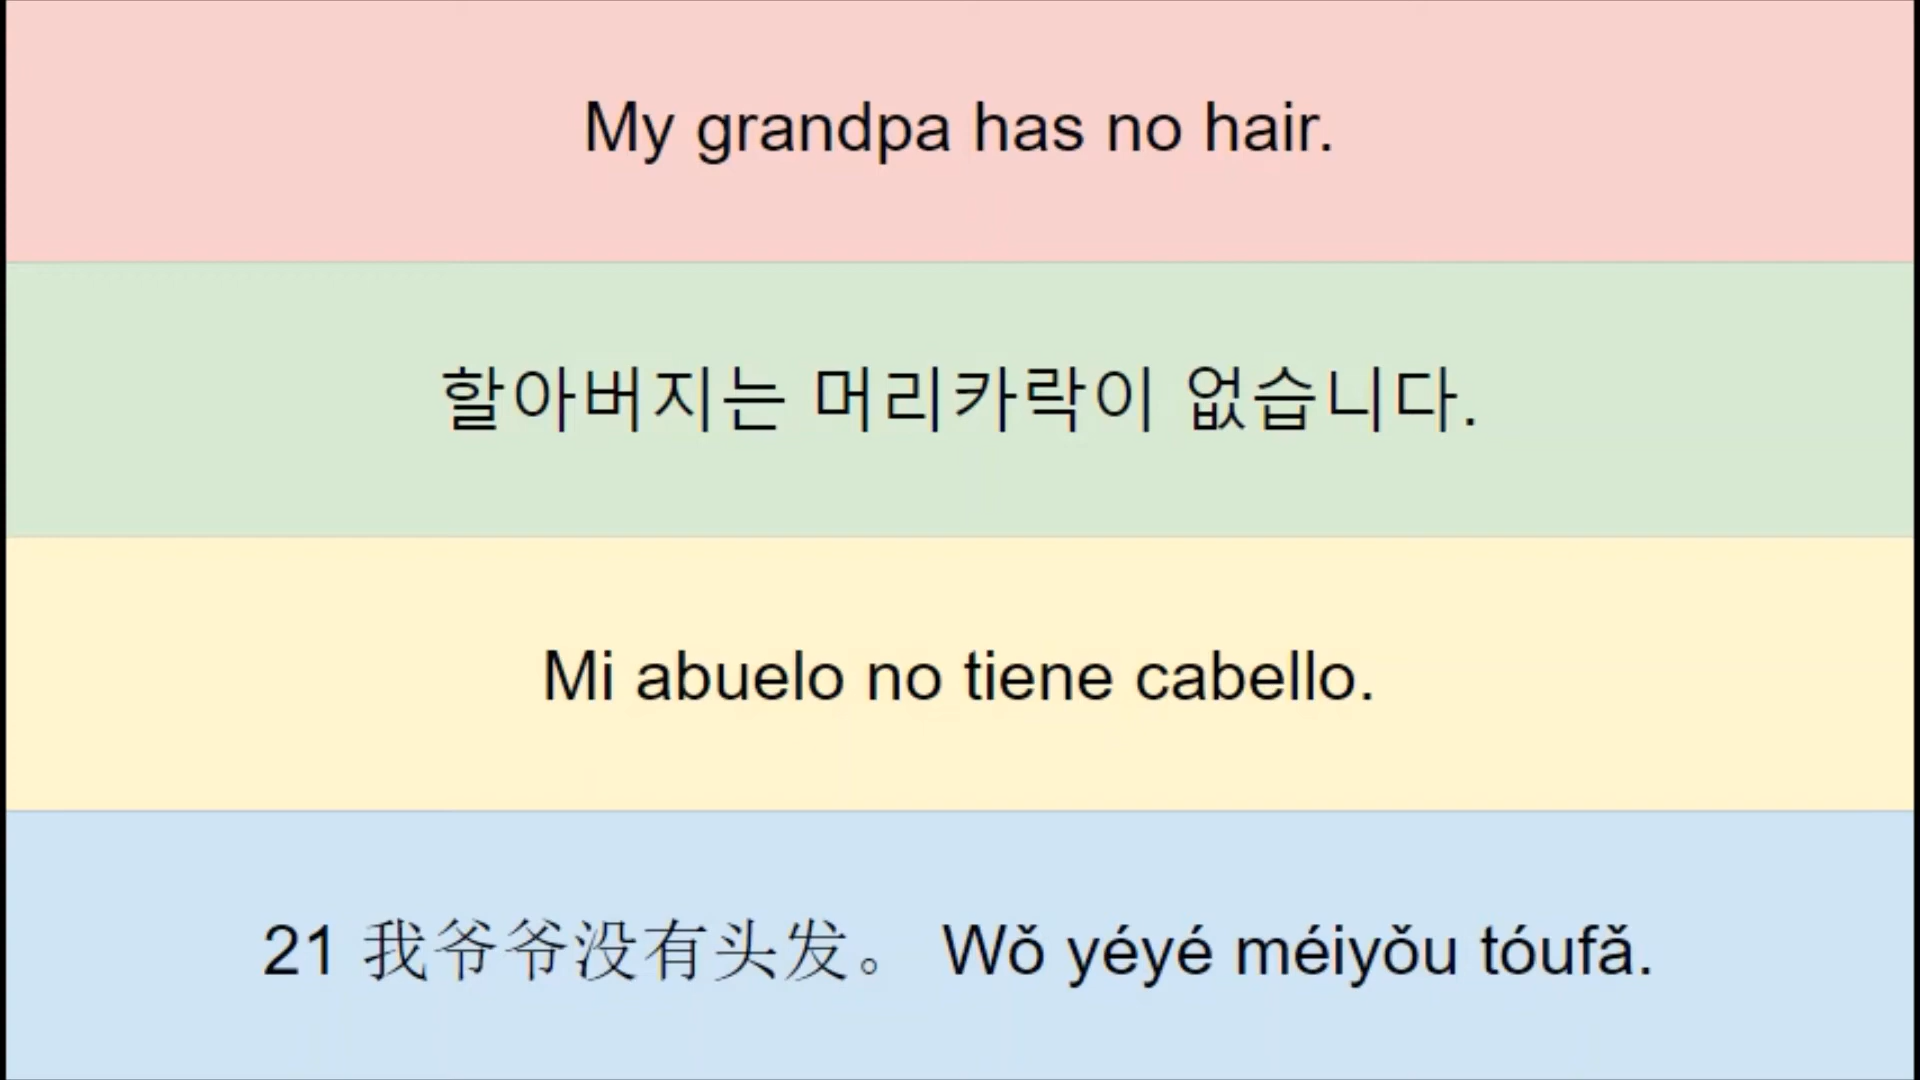 My grandpa has no hair.
할아버지는 머리카락이 없습니다.
Mi abuelo no tiene cabello.
21 我爷爷没有头发。 Wǒ yéyé méiyǒu tóufǎ.